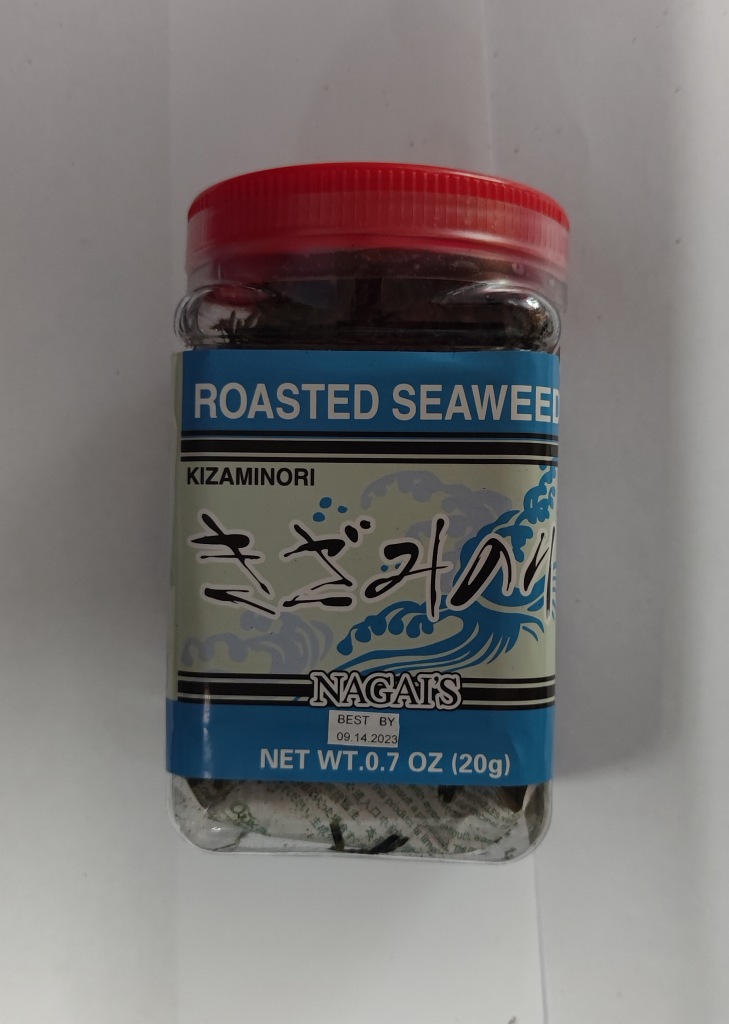 ROASTED SEAWEED
KIZAMINORI
きざみのり
NAGAI'S
BEST BY
09.14.2023
NET WT.0.7 OZ (20g)